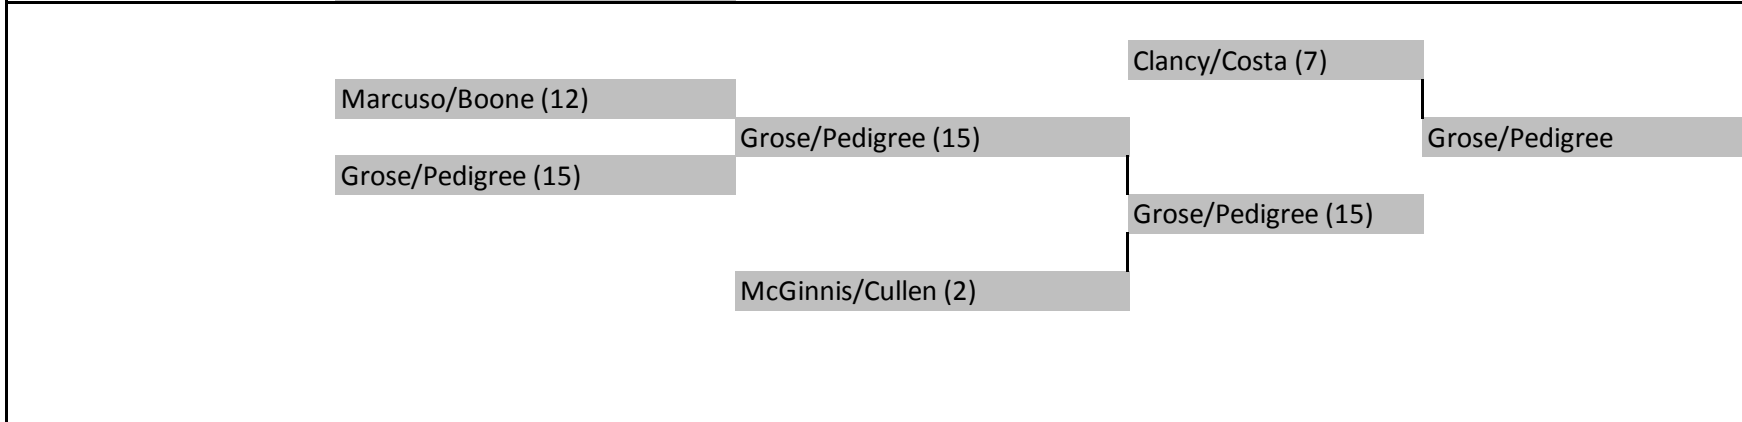 Clancy/Costa (7)
Marcuso/Boone (12)
Grose/Pedigree (15)
Grose/Pedigree
Grose/Pedigree (15)
Grose/Pedigree (15)
McGinnis/Cullen (2)